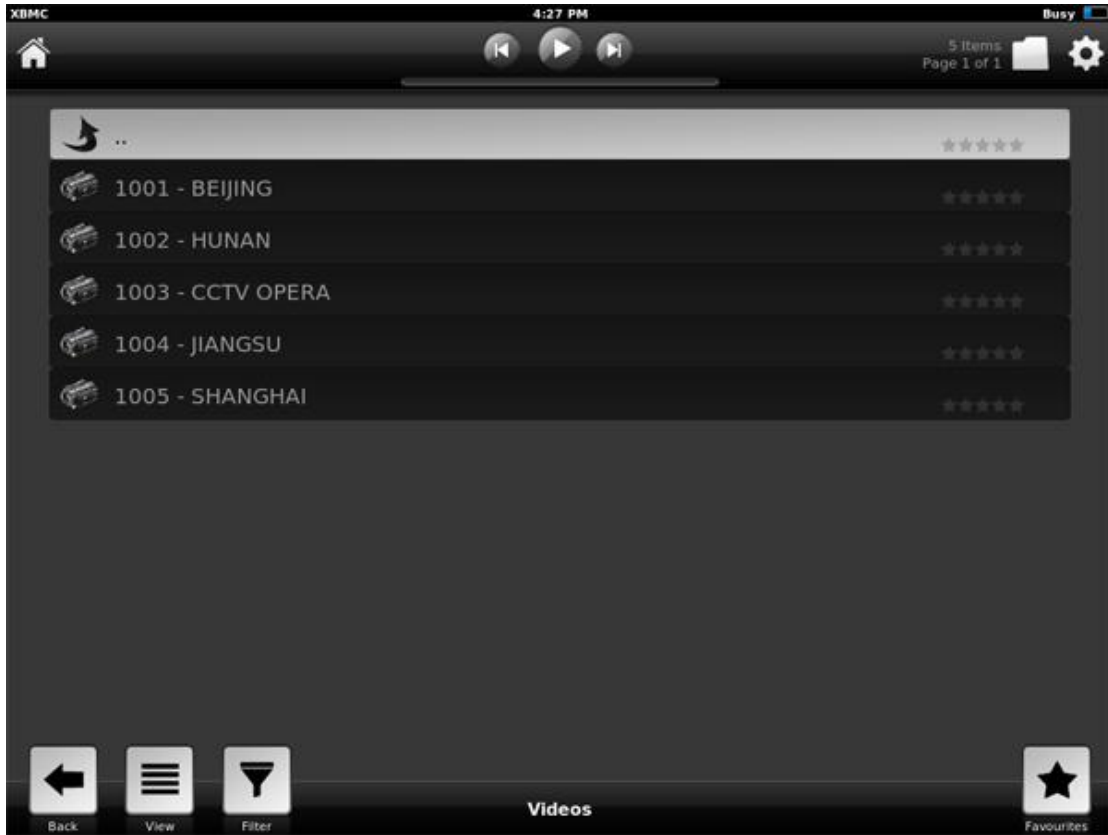 XBMC 4:27 PM Busy
5 Items
Page 1 of 1
..
1001 - BEIJING
1002 - HUNAN
1003 - CCTV OPERA
1004 - JIANGSU
1005 - SHANGHAI
Back View Filter Videos Favourites